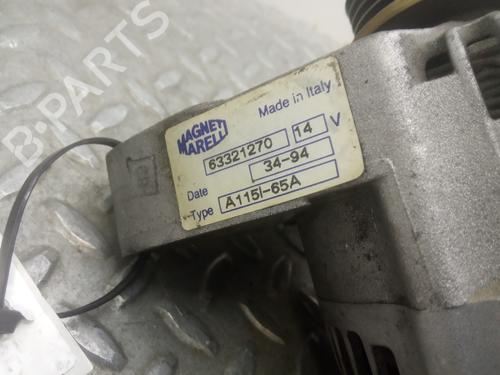 MAGNETI
MARELLI
Made in Italy
63321270 14 V
Date 34-94
Type A115I-65A
B-PARTS